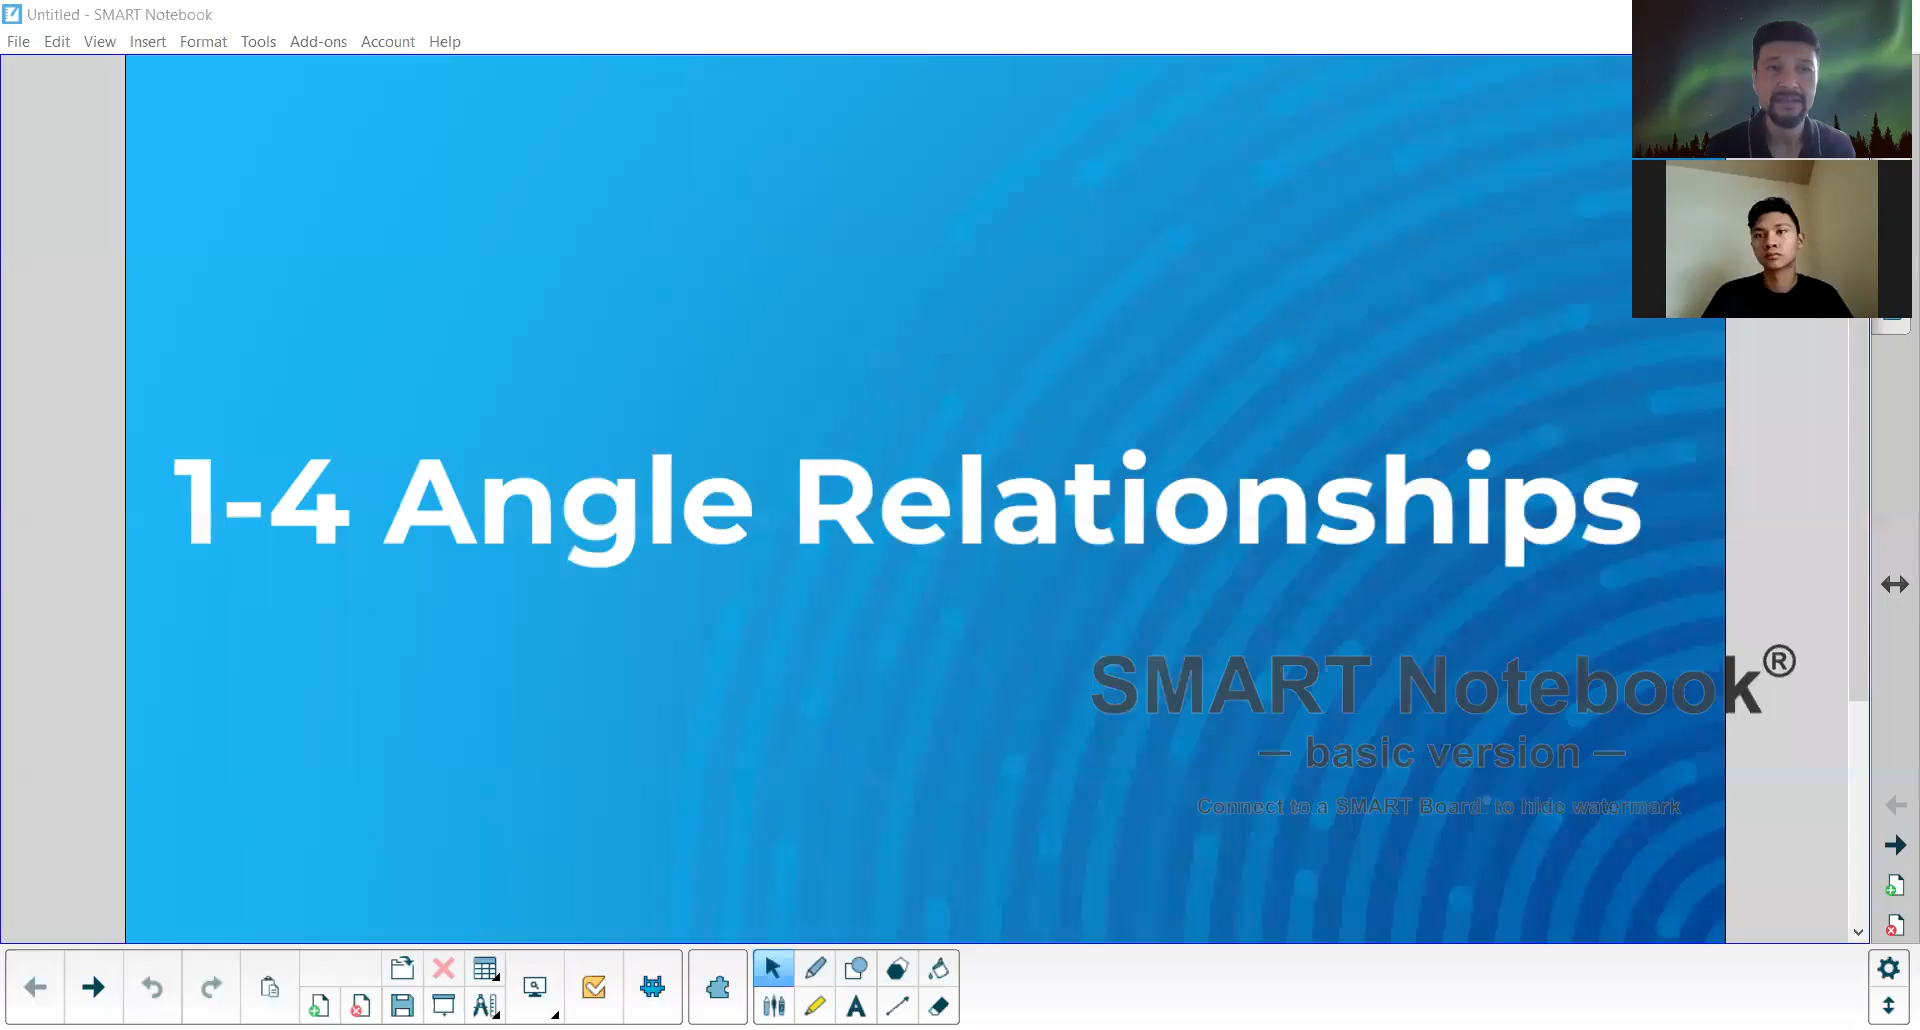 Untitled - SMART Notebook
File Edit View Insert Format Tools Add-ons Account Help
1-4 Angle Relationships
SMART Notebook®
— basic version —
Connect to a SMART Board® to hide watermark